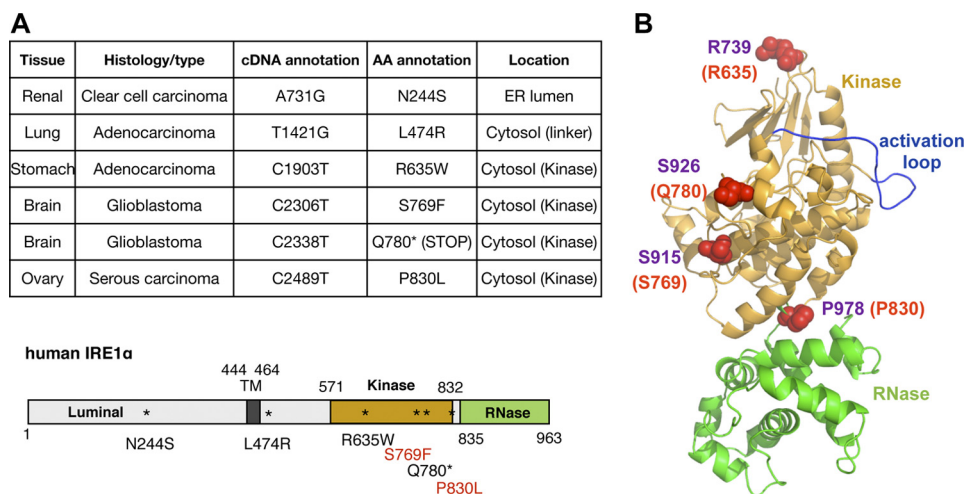 A
Tissue Histology/type cDNA annotation AA annotation Location
Renal Clear cell carcinoma A731G N244S ER lumen
Lung Adenocarcinoma T1421G L474R Cytosol (linker)
Stomach Adenocarcinoma C1903T R635W Cytosol (Kinase)
Brain Glioblastoma C2306T S769F Cytosol (Kinase)
Brain Glioblastoma C2338T Q780* (STOP) Cytosol (Kinase)
Ovary Serous carcinoma C2489T P830L Cytosol (Kinase)
human IRE1α
444 464
TM
571 Kinase 832
Luminal * * * * * * RNase
1 835 963
N244S L474R R635W
S769F
Q780*
P830L
B
R739
(R635)
Kinase
activation
loop
S926
(Q780)
S915
(S769)
P978 (P830)
RNase